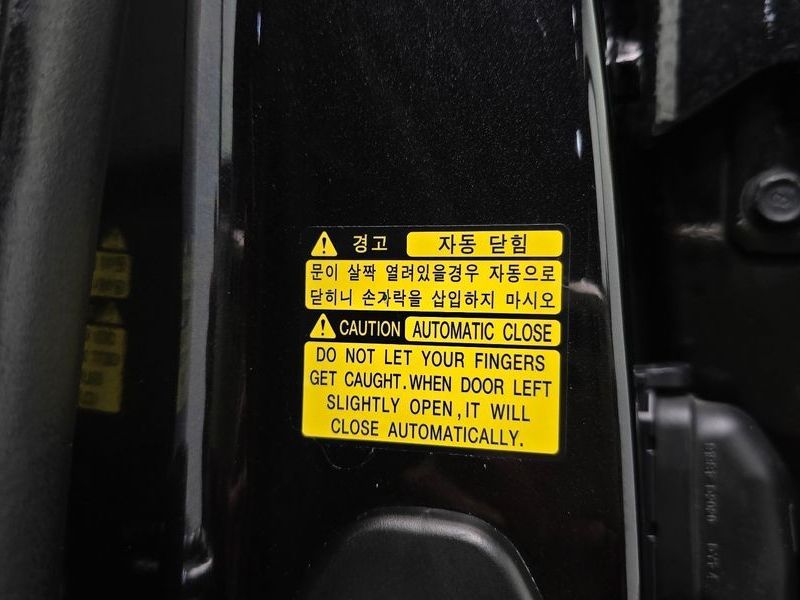 경고 자동 닫힘
문이 살짝 열려있을경우 자동으로
닫히니 손가락을 삽입하지 마시오
CAUTION AUTOMATIC CLOSE
DO NOT LET YOUR FINGERS
GET CAUGHT.WHEN DOOR LEFT
SLIGHTLY OPEN,IT WILL
CLOSE AUTOMATICALLY.